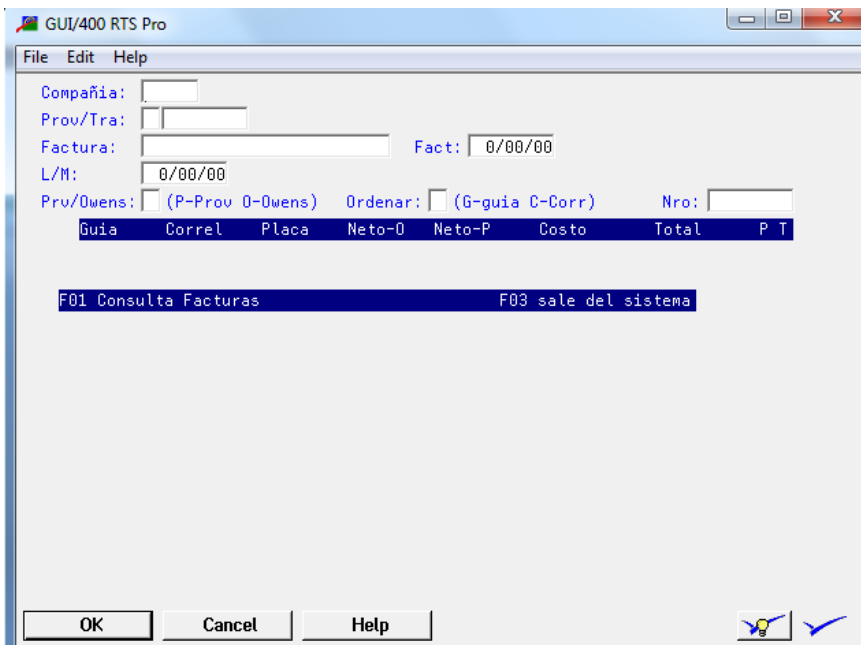 GUI/400 RTS Pro
File Edit Help
Compañia:
Prov/Tra:
Factura: Fact: 0/00/00
L/M: 0/00/00
Prv/Owens: (P-Prov O-Owens) Ordenar: (G-guia C-Corr) Nro:
Guia Correl Placa Neto-O Neto-P Costo Total P T
F01 Consulta Facturas F03 sale del sistema
OK Cancel Help